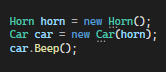 Horn horn = new Horn();
Car car = new Car(horn);
car.Beep();